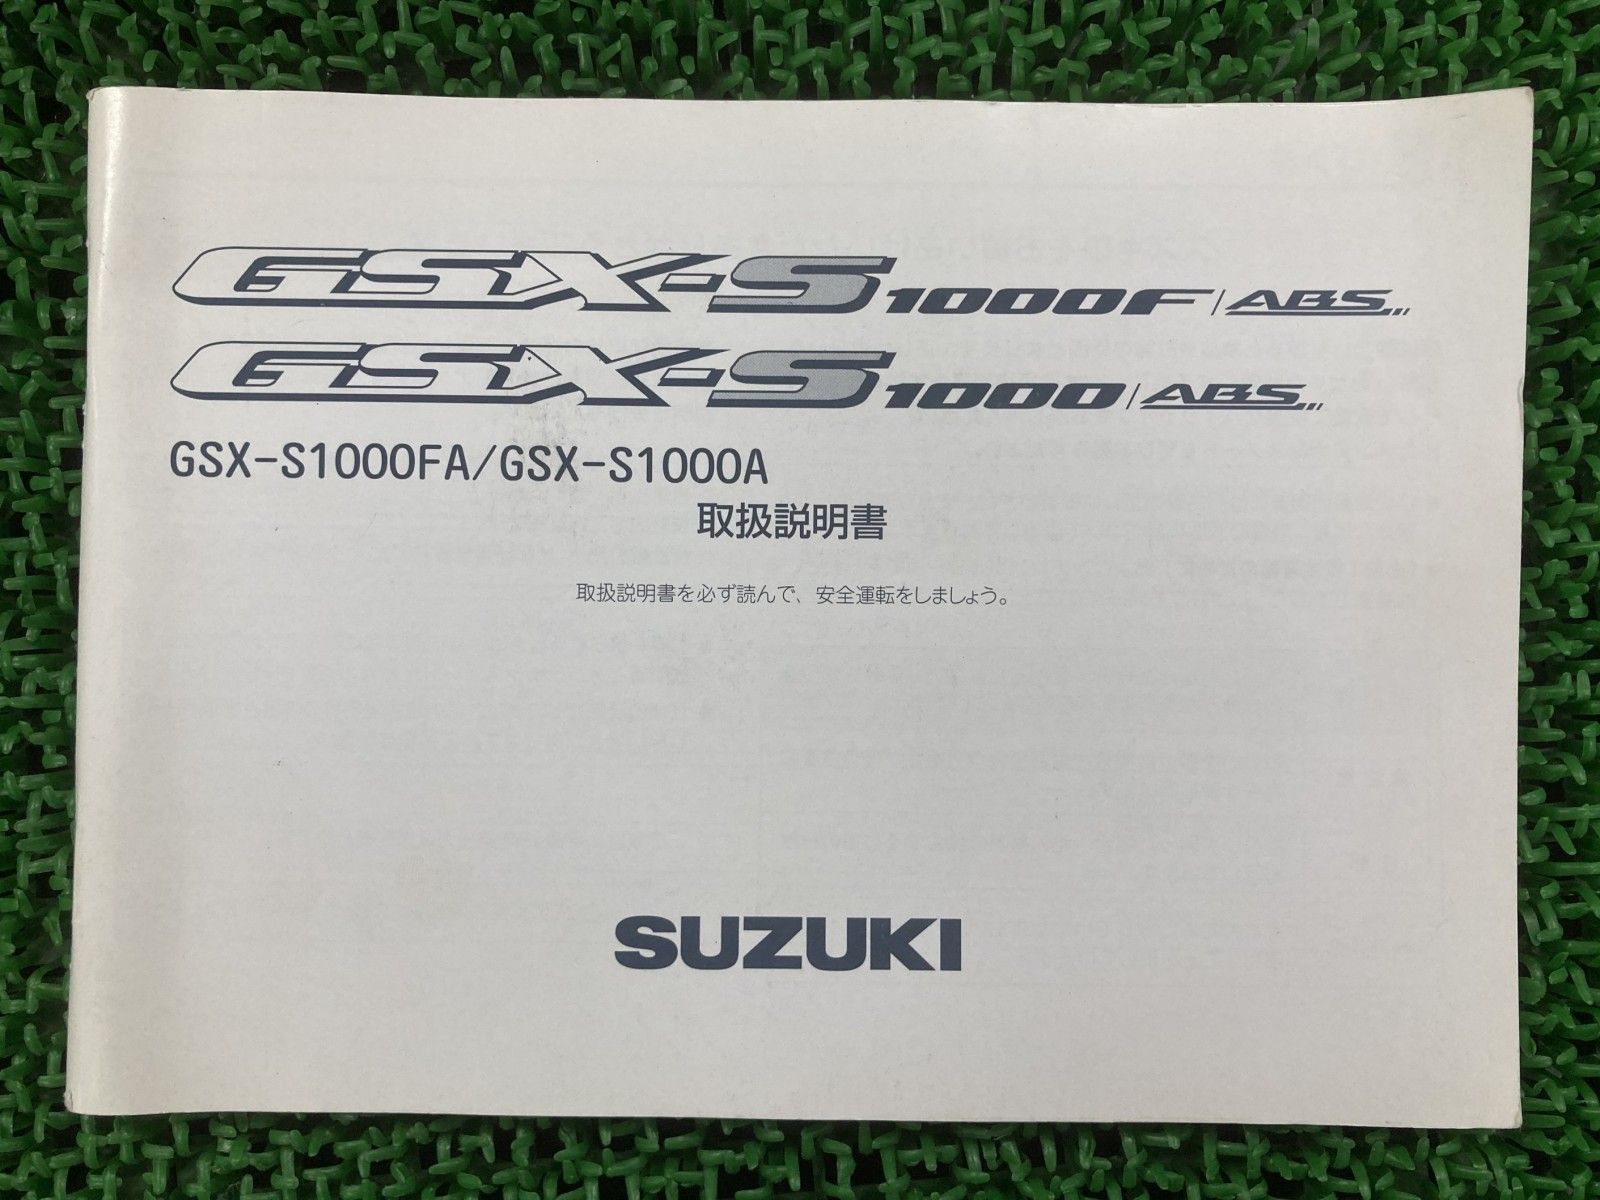 GSX-S1000F/ABS
GSX-S1000/ABS
GSX-S1000FA/GSX-S1000A
取扱説明書
取扱説明書を必ず読んで、安全運転をしましょう。
SUZUKI